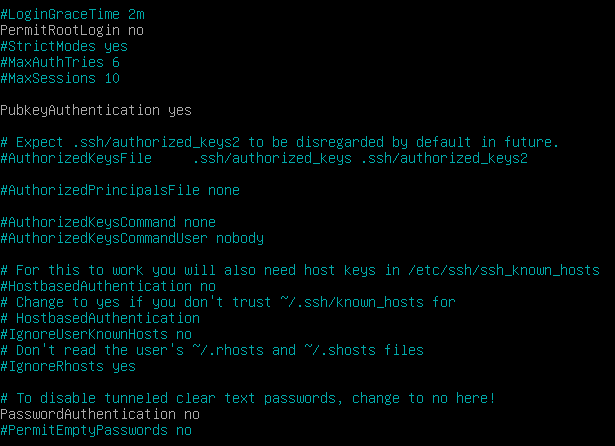 #LoginGraceTime 2m
PermitRootLogin no
#StrictModes yes
#MaxAuthTries 6
#MaxSessions 10
PubkeyAuthentication yes
# Expect .ssh/authorized_keys2 to be disregarded by default in future.
#AuthorizedKeysFile     .ssh/authorized_keys .ssh/authorized_keys2
#AuthorizedPrincipalsFile none
#AuthorizedKeysCommand none
#AuthorizedKeysCommandUser nobody
# For this to work you will also need host keys in /etc/ssh/ssh_known_hosts
#HostbasedAuthentication no
# Change to yes if you don't trust ~/.ssh/known_hosts for
# HostbasedAuthentication
#IgnoreUserKnownHosts no
# Don't read the user's ~/.rhosts and ~/.shosts files
#IgnoreRhosts yes
# To disable tunneled clear text passwords, change to no here!
PasswordAuthentication no
#PermitEmptyPasswords no